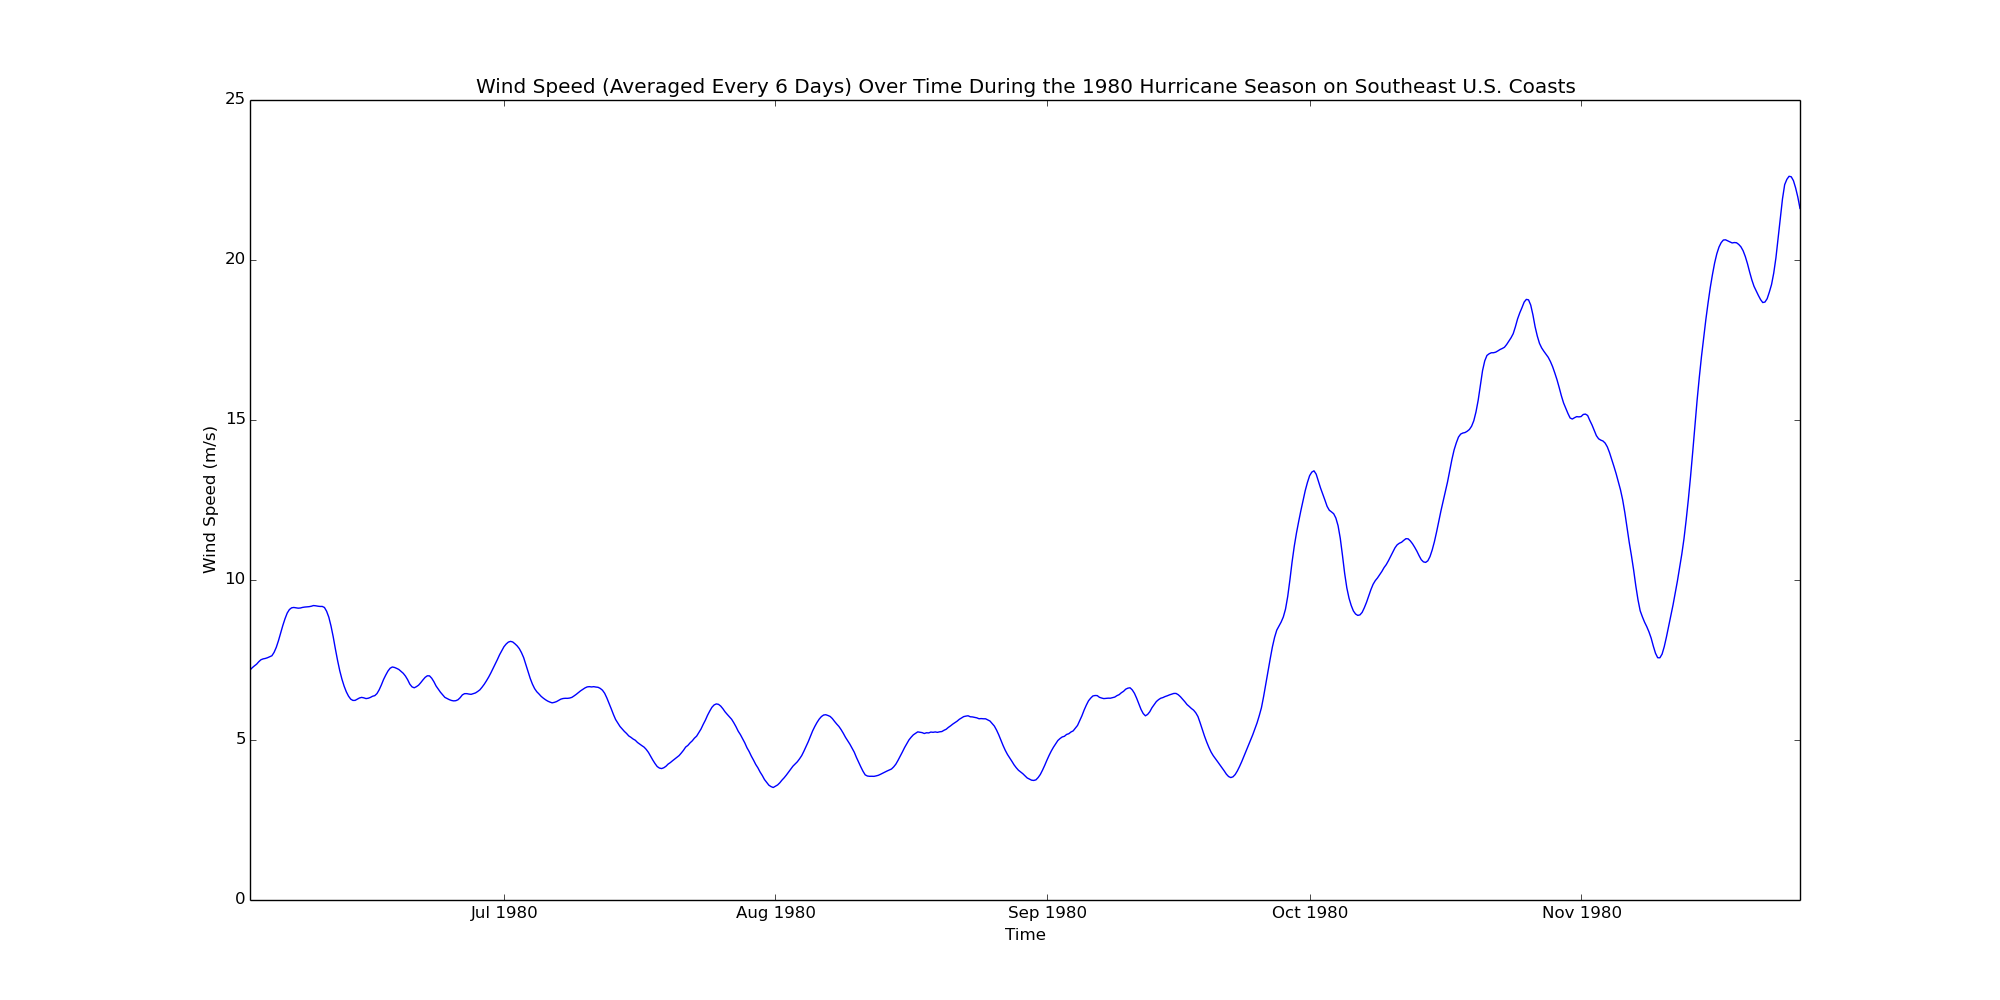 Wind Speed (Averaged Every 6 Days) Over Time During the 1980 Hurricane Season on Southeast U.S. Coasts
25
20
15
10
5
0
Wind Speed (m/s)
Jul 1980
Aug 1980
Sep 1980
Oct 1980
Nov 1980
Time